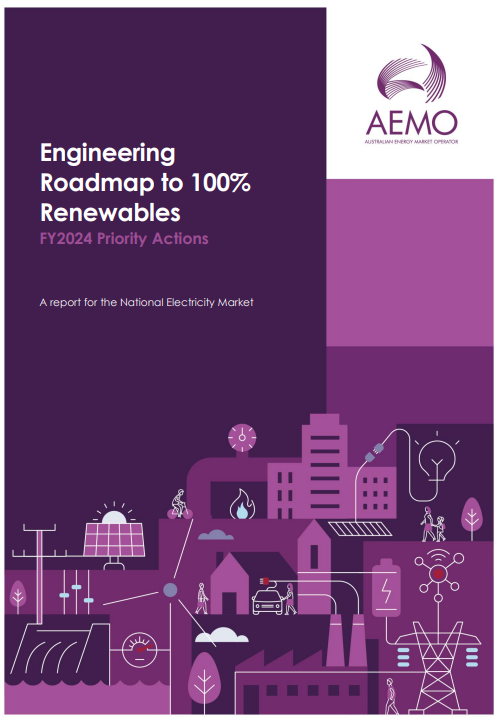 AEMO
AUSTRALIAN ENERGY MARKET OPERATOR
Engineering
Roadmap to 100%
Renewables
FY2024 Priority Actions
A report for the National Electricity Market